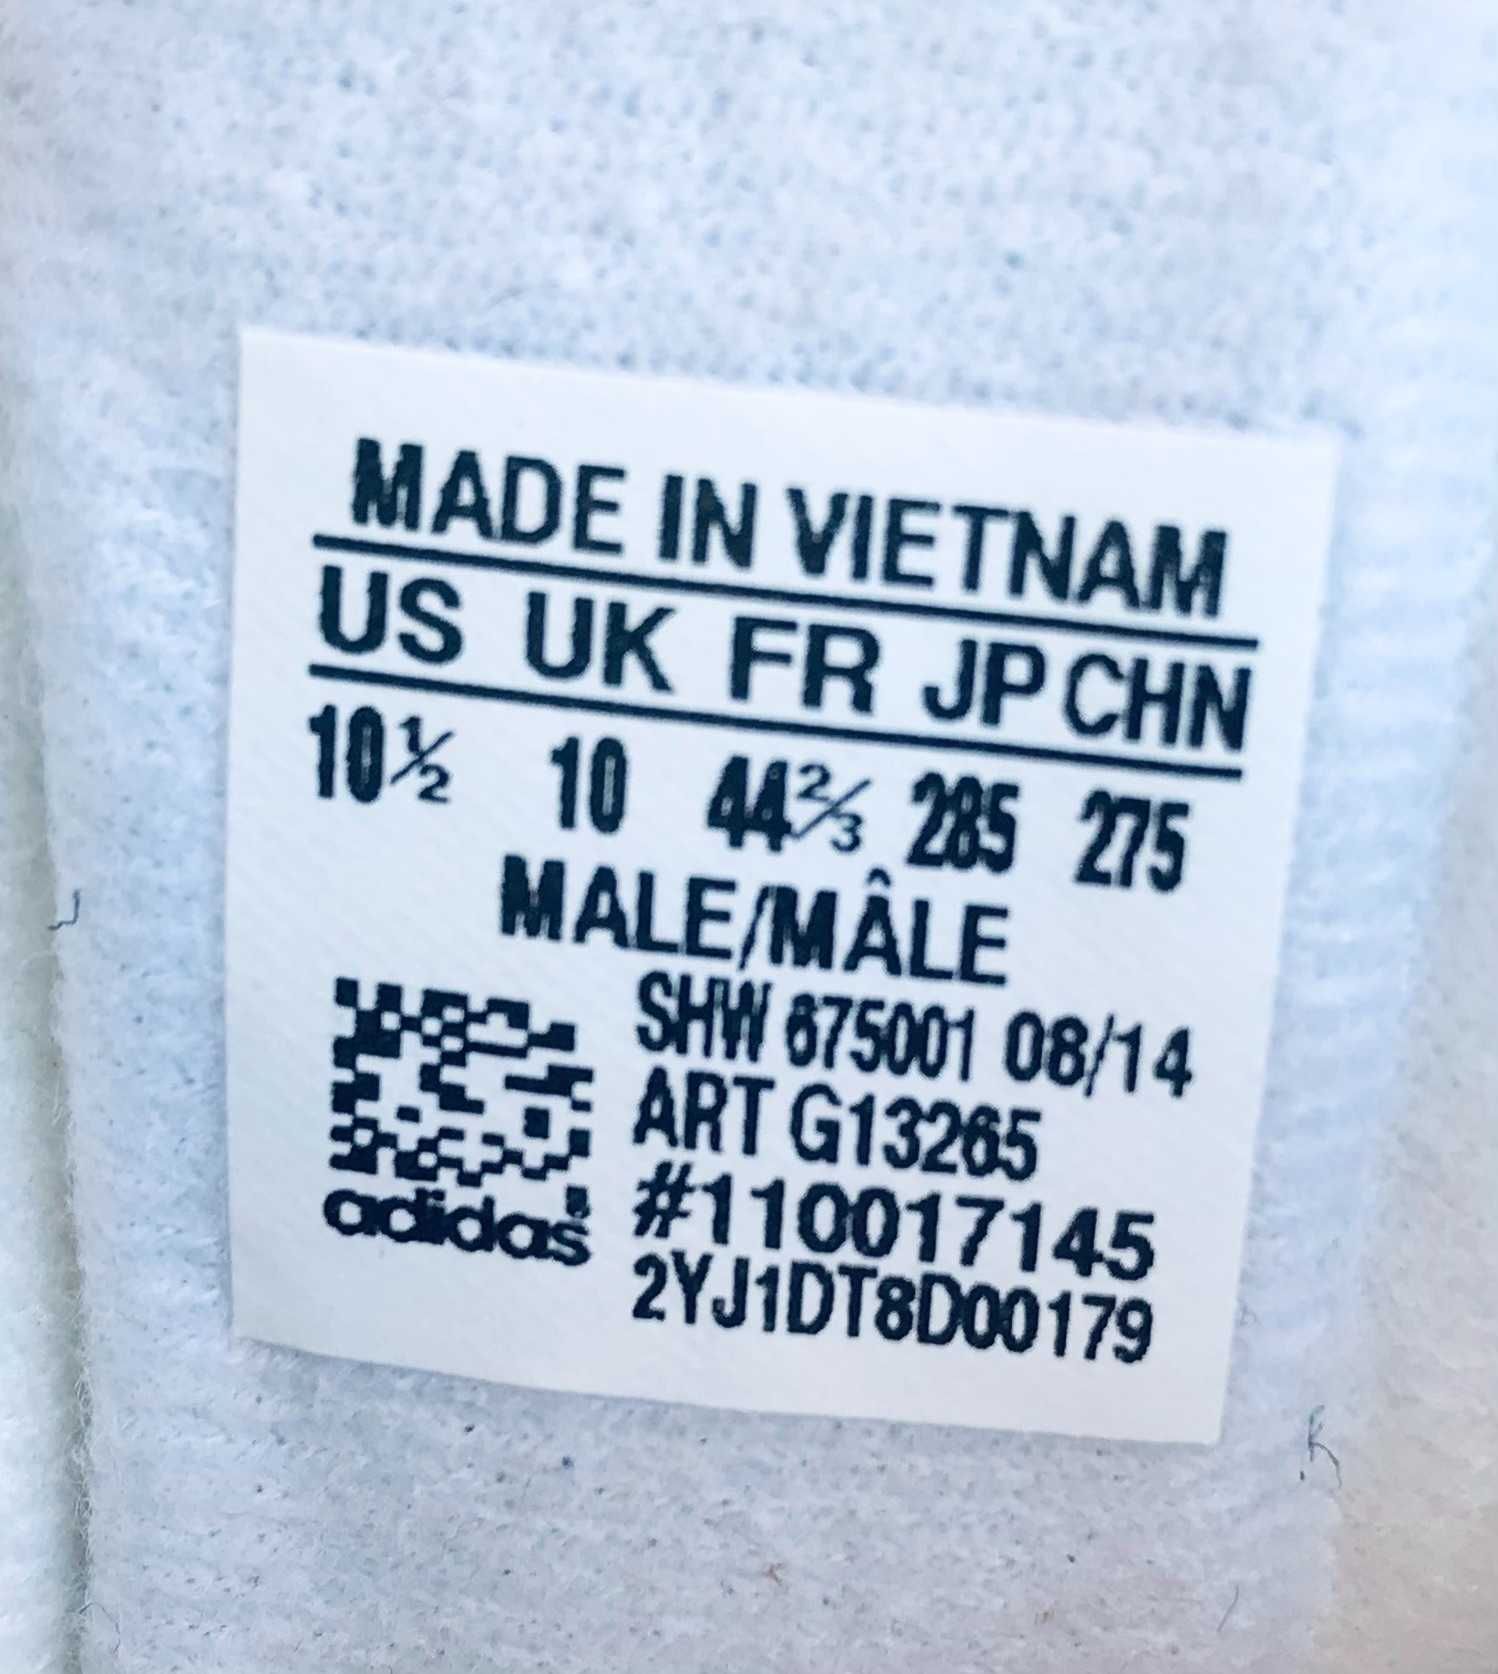 MADE IN VIETNAM
US UK FR JP CHN
10½ 10 44⅔ 285 275
MALE/MÂLE
SHW 675001 08/14
ART G13265
#110017145
adidas®
2YJ1DT8D00179